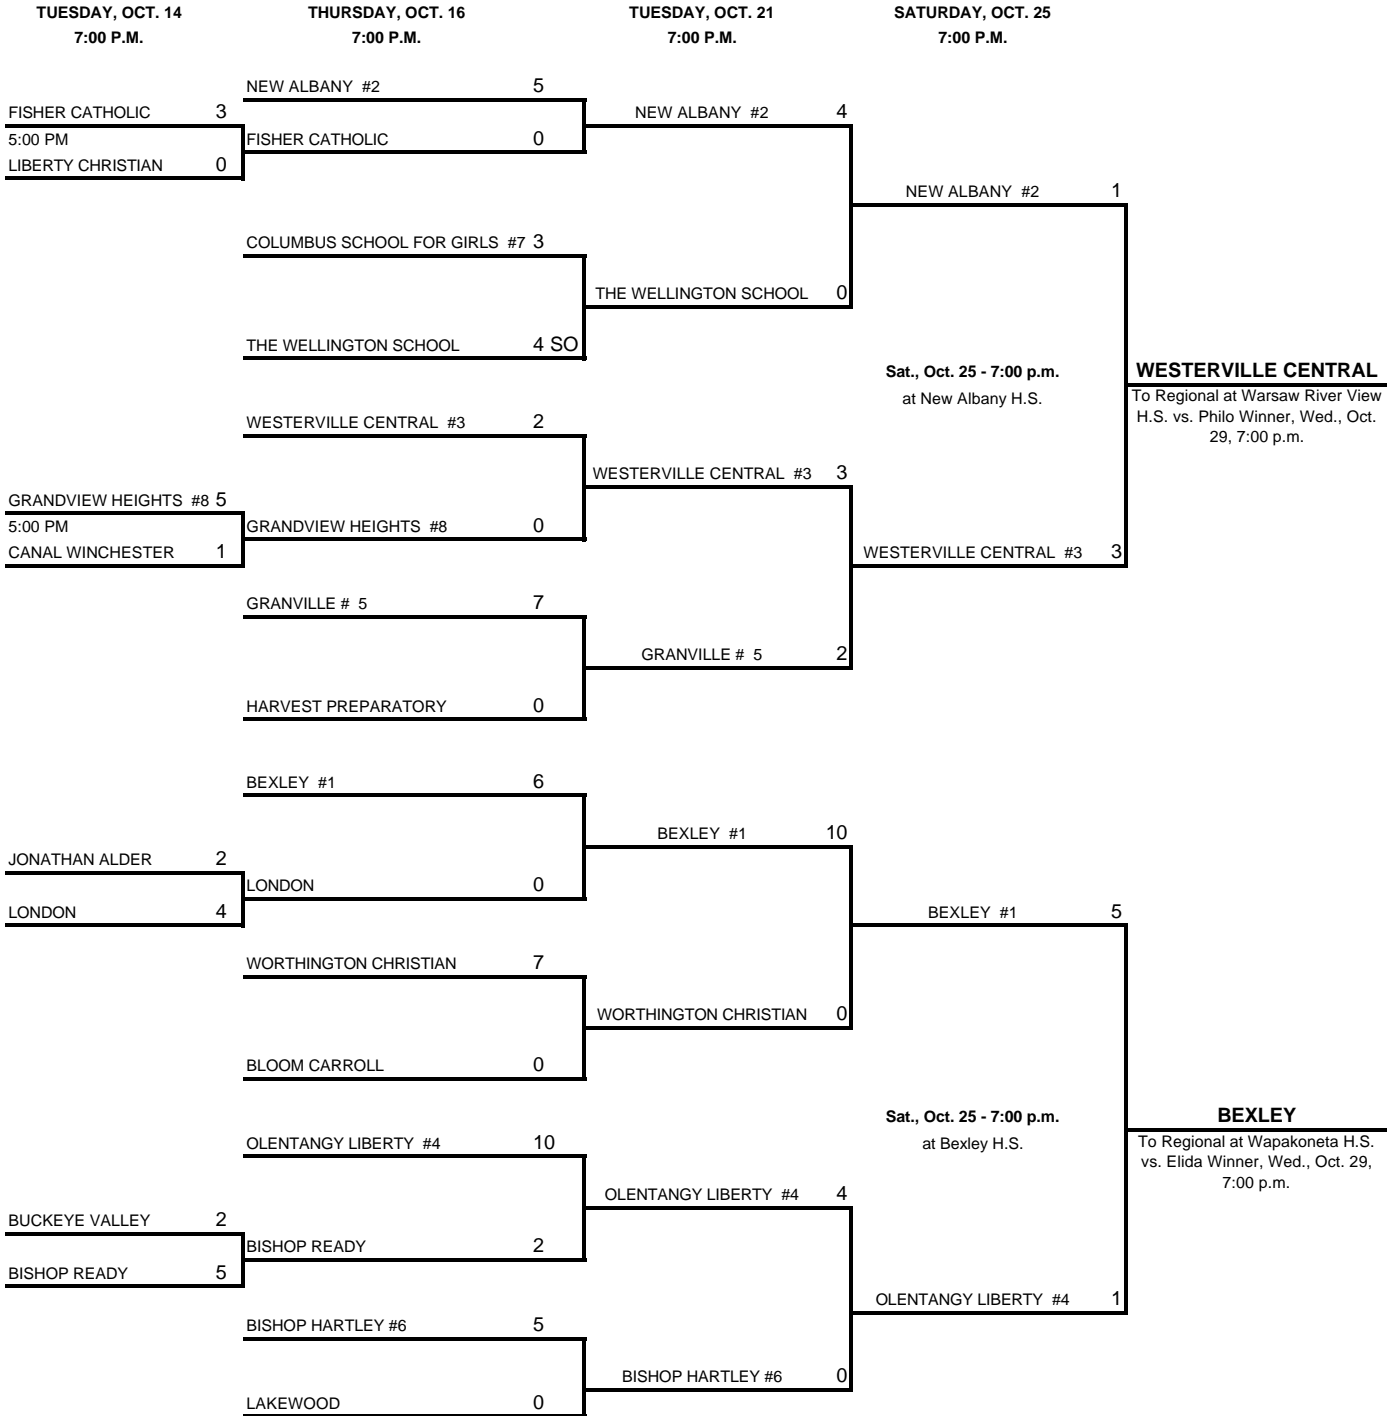 TUESDAY, OCT. 14
7:00 P.M.
THURSDAY, OCT. 16
7:00 P.M.
TUESDAY, OCT. 21
7:00 P.M.
SATURDAY, OCT. 25
7:00 P.M.
FISHER CATHOLIC 3
5:00 PM
LIBERTY CHRISTIAN 0
GRANDVIEW HEIGHTS #8 5
5:00 PM
CANAL WINCHESTER 1
JONATHAN ALDER 2
LONDON 4
BUCKEYE VALLEY 2
BISHOP READY 5
NEW ALBANY #2 5
FISHER CATHOLIC 0
COLUMBUS SCHOOL FOR GIRLS #7 3
THE WELLINGTON SCHOOL 4 SO
WESTERVILLE CENTRAL #3 2
GRANDVIEW HEIGHTS #8 0
GRANVILLE # 5 7
HARVEST PREPARATORY 0
BEXLEY #1 6
LONDON 0
WORTHINGTON CHRISTIAN 7
BLOOM CARROLL 0
OLENTANGY LIBERTY #4 10
BISHOP READY 2
BISHOP HARTLEY #6 5
LAKEWOOD 0
NEW ALBANY #2 4
THE WELLINGTON SCHOOL 0
WESTERVILLE CENTRAL #3 3
GRANVILLE # 5 2
BEXLEY #1 10
WORTHINGTON CHRISTIAN 0
OLENTANGY LIBERTY #4 4
BISHOP HARTLEY #6 0
NEW ALBANY #2 1
Sat., Oct. 25 - 7:00 p.m.
at New Albany H.S.
WESTERVILLE CENTRAL #3 3
BEXLEY #1 5
Sat., Oct. 25 - 7:00 p.m.
at Bexley H.S.
OLENTANGY LIBERTY #4 1
WESTERVILLE CENTRAL
To Regional at Warsaw River View
H.S. vs. Philo Winner, Wed., Oct.
29, 7:00 p.m.
BEXLEY
To Regional at Wapakoneta H.S.
vs. Elida Winner, Wed., Oct. 29,
7:00 p.m.